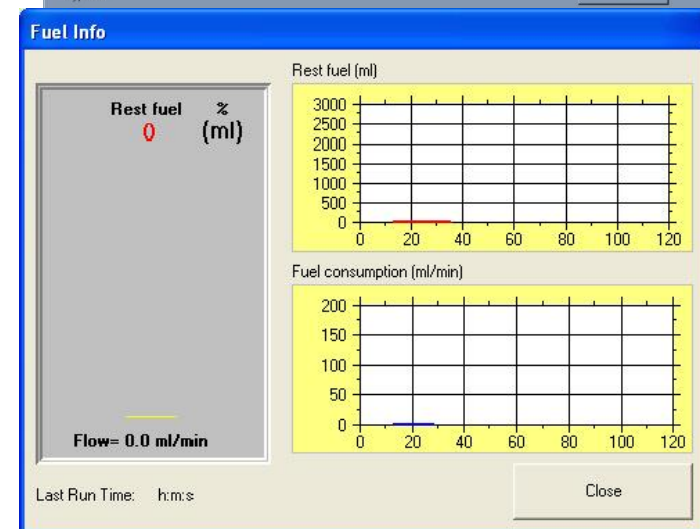 Fuel Info
Rest fuel %
0 (ml)
Flow= 0.0 ml/min
Last Run Time: h:m:s
Rest fuel (ml)
3000
2500
2000
1500
1000
500
0
0 20 40 60 80 100 120
Fuel consumption (ml/min)
200
150
100
50
0
0 20 40 60 80 100 120
Close